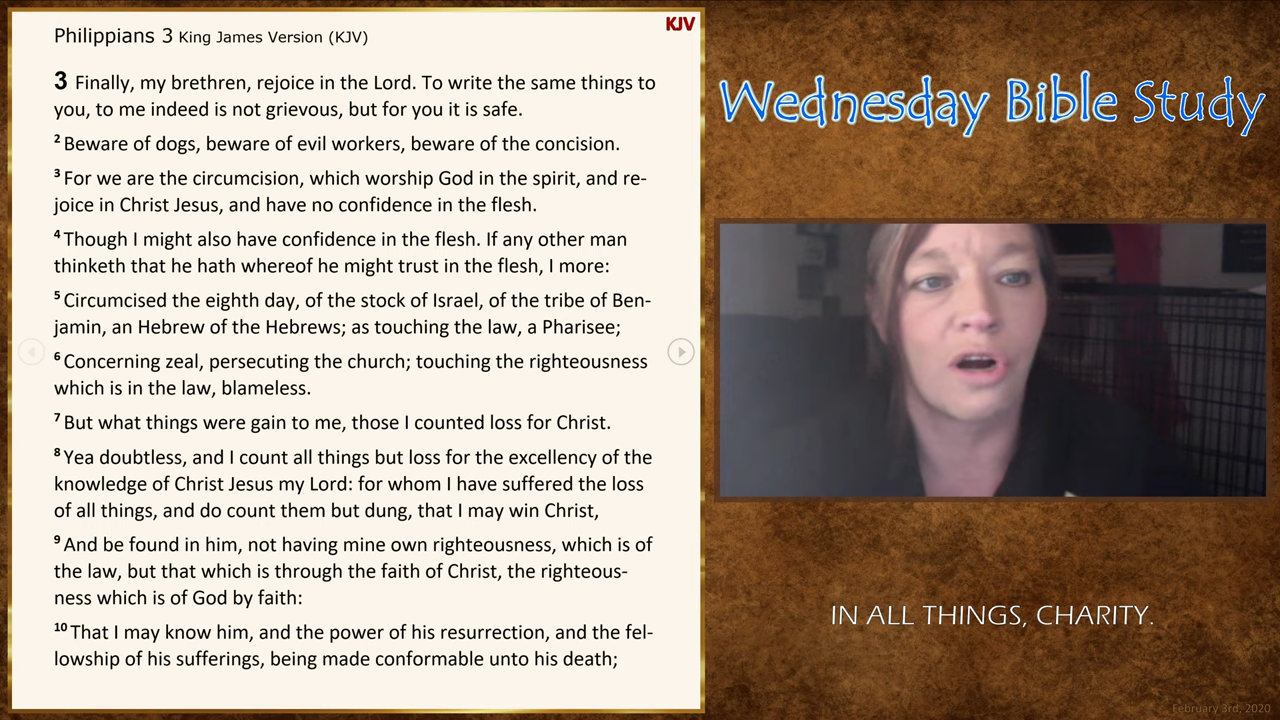 Philippians 3 King James Version (KJV)
KJV
3 Finally, my brethren, rejoice in the Lord. To write the same things to
you, to me indeed is not grievous, but for you it is safe.
2 Beware of dogs, beware of evil workers, beware of the concision.
3 For we are the circumcision, which worship God in the spirit, and re-
joice in Christ Jesus, and have no confidence in the flesh.
4 Though I might also have confidence in the flesh. If any other man
thinketh that he hath whereof he might trust in the flesh, I more:
5 Circumcised the eighth day, of the stock of Israel, of the tribe of Ben-
jamin, an Hebrew of the Hebrews; as touching the law, a Pharisee;
6 Concerning zeal, persecuting the church; touching the righteousness
which is in the law, blameless.
7 But what things were gain to me, those I counted loss for Christ.
8 Yea doubtless, and I count all things but loss for the excellency of the
knowledge of Christ Jesus my Lord: for whom I have suffered the loss
of all things, and do count them but dung, that I may win Christ,
9 And be found in him, not having mine own righteousness, which is of
the law, but that which is through the faith of Christ, the righteous-
ness which is of God by faith:
10 That I may know him, and the power of his resurrection, and the fel-
lowship of his sufferings, being made conformable unto his death;
Wednesday Bible Study
IN ALL THINGS, CHARITY.
February 3rd, 2020